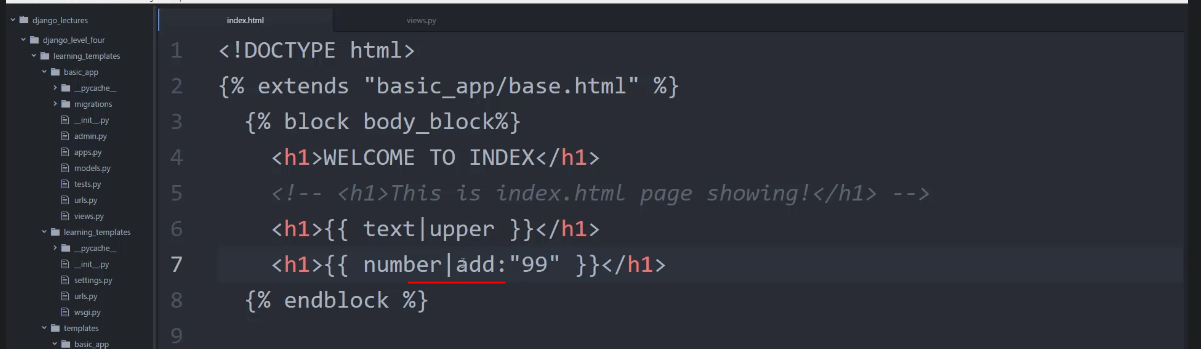 django_lectures
django_level_four
learning_templates
basic_app
__pycache__
migrations
__init__.py
admin.py
apps.py
models.py
tests.py
urls.py
views.py
learning_templates
__pycache__
__init__.py
settings.py
urls.py
wsgi.py
templates
basic_app
index.html
views.py
1 <!DOCTYPE html>
2 {% extends "basic_app/base.html" %}
3 {% block body_block%}
4 <h1>WELCOME TO INDEX</h1>
5 <!-- <h1>This is index.html page showing!</h1> -->
6 <h1>{{ text|upper }}</h1>
7 <h1>{{ number|add:"99" }}</h1>
8 {% endblock %}
9